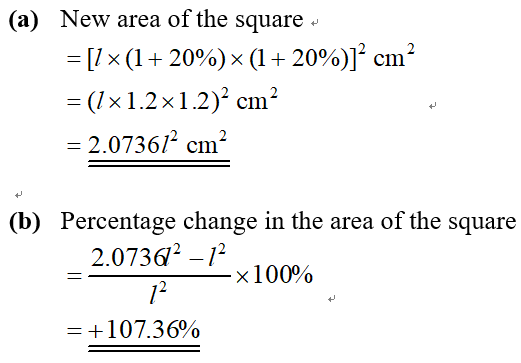 (a) New area of the square
= [l × (1 + 20%) × (1 + 20%)]² cm²
= (l × 1.2 × 1.2)² cm²
= 2.0736l² cm²
(b) Percentage change in the area of the square
= \frac{2.0736l² − l²}{l²} × 100%
= +107.36%